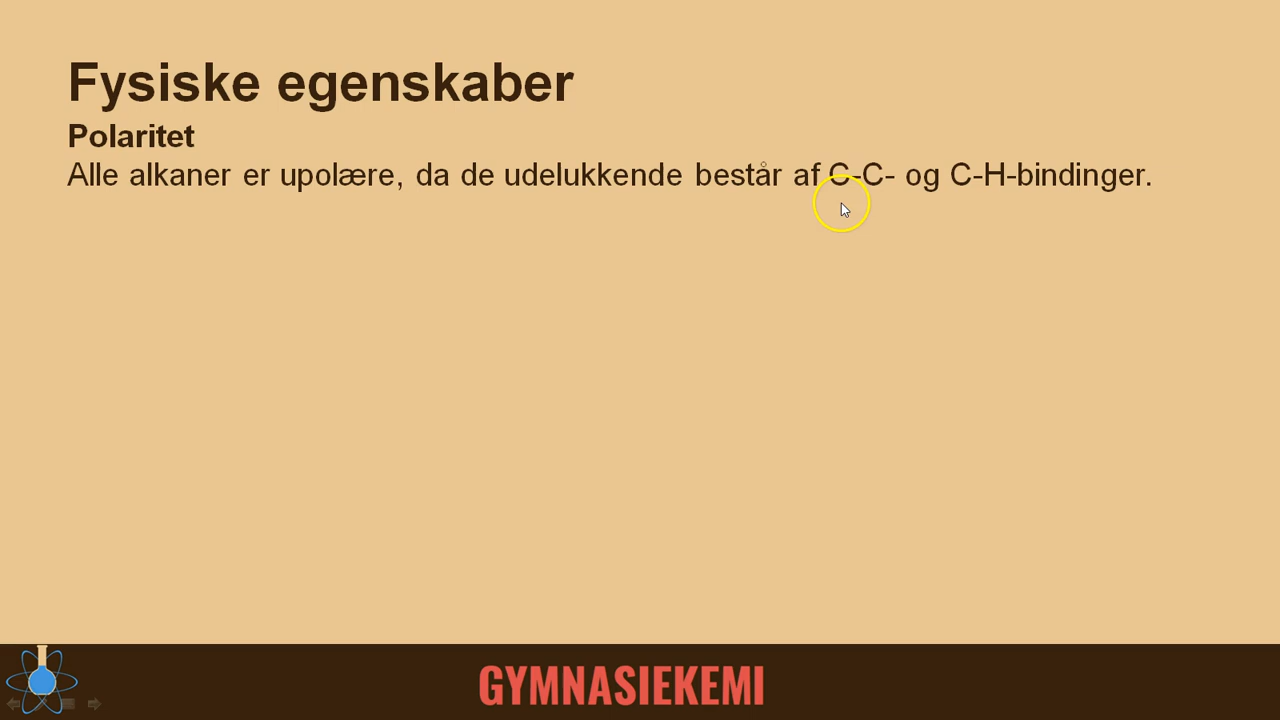 Fysiske egenskaber
Polaritet
Alle alkaner er upolære, da de udelukkende består af C-C- og C-H-bindinger.
GYMNASIEKEMI